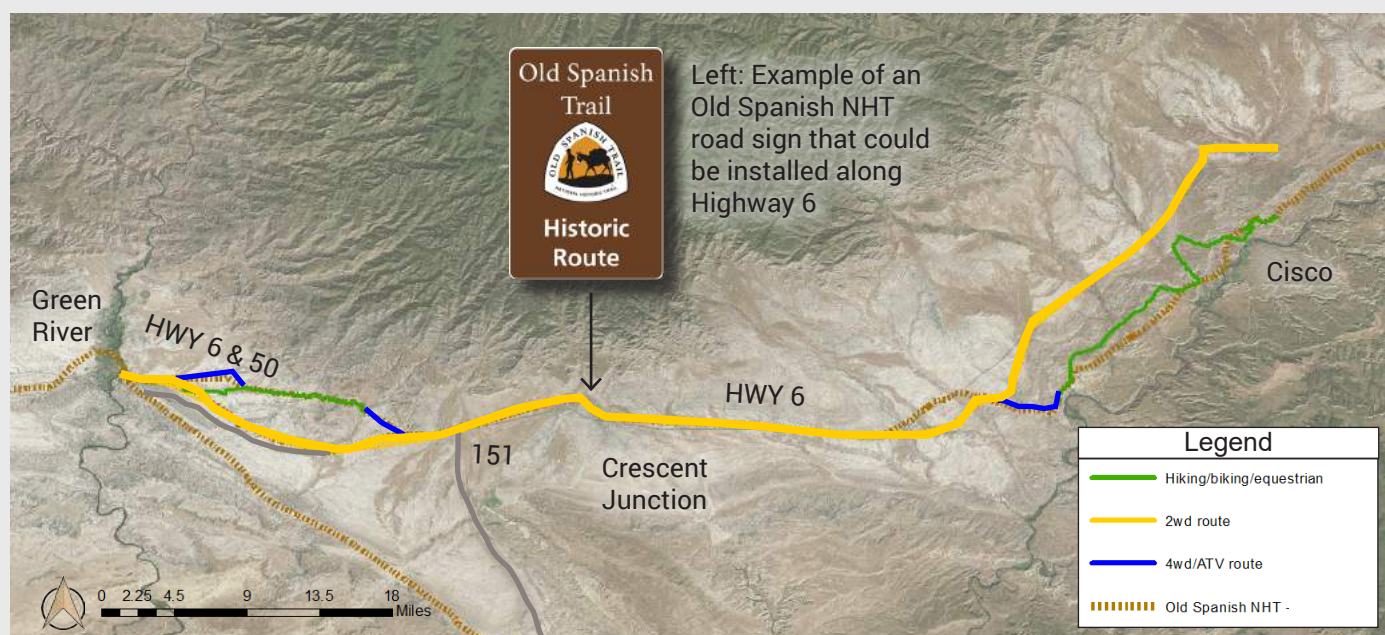 Old Spanish
Trail
OLD SPANISH TRAIL
NATIONAL HISTORIC TRAIL
Historic
Route
Left: Example of an
Old Spanish NHT
road sign that could
be installed along
Highway 6
Green
River
HWY 6 & 50
HWY 6
151
Crescent
Junction
Cisco
Legend
Hiking/biking/equestrian
2wd route
4wd/ATV route
Old Spanish NHT -
0 2.25 4.5 9 13.5 18
Miles